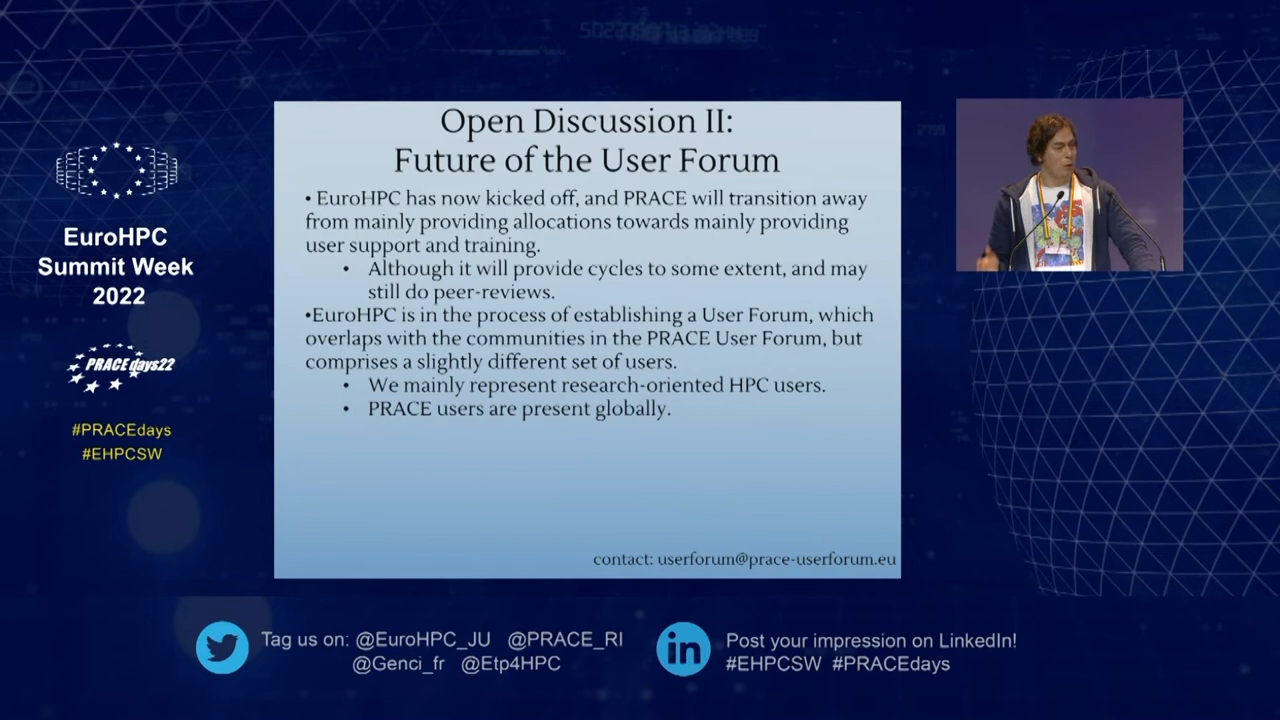 EuroHPC
Summit Week
2022
PRACEdays22
#PRACEdays
#EHPCSW
Open Discussion II:
Future of the User Forum
• EuroHPC has now kicked off, and PRACE will transition away
from mainly providing allocations towards mainly providing
user support and training.
• Although it will provide cycles to some extent, and may
still do peer-reviews.
•EuroHPC is in the process of establishing a User Forum, which
overlaps with the communities in the PRACE User Forum, but
comprises a slightly different set of users.
• We mainly represent research-oriented HPC users.
• PRACE users are present globally.
contact: userforum@prace-userforum.eu
Tag us on: @EuroHPC_JU @PRACE_RI
@Genci_fr @Etp4HPC
in
Post your impression on LinkedIn!
#EHPCSW #PRACEdays